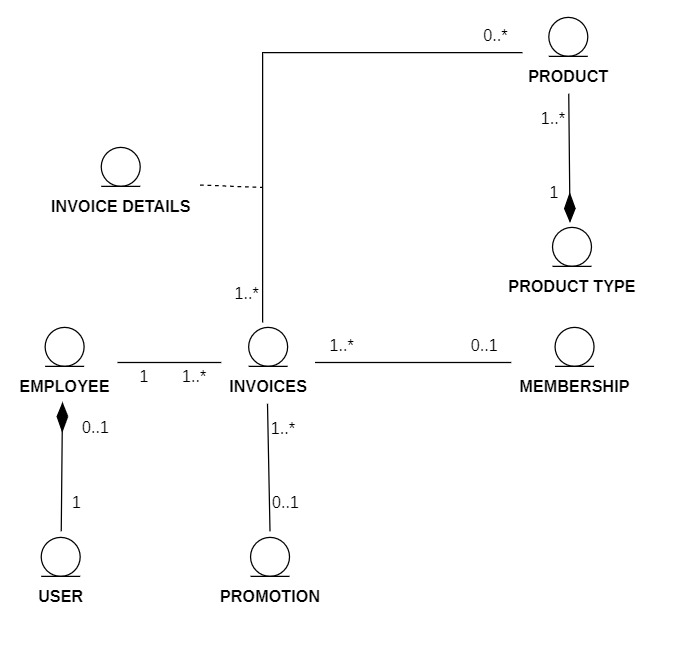 0..*
PRODUCT
1..*
1
INVOICE DETAILS
PRODUCT TYPE
1..*
1..*
0..1
EMPLOYEE
1
1..*
INVOICES
MEMBERSHIP
0..1
1..*
1
0..1
USER
PROMOTION